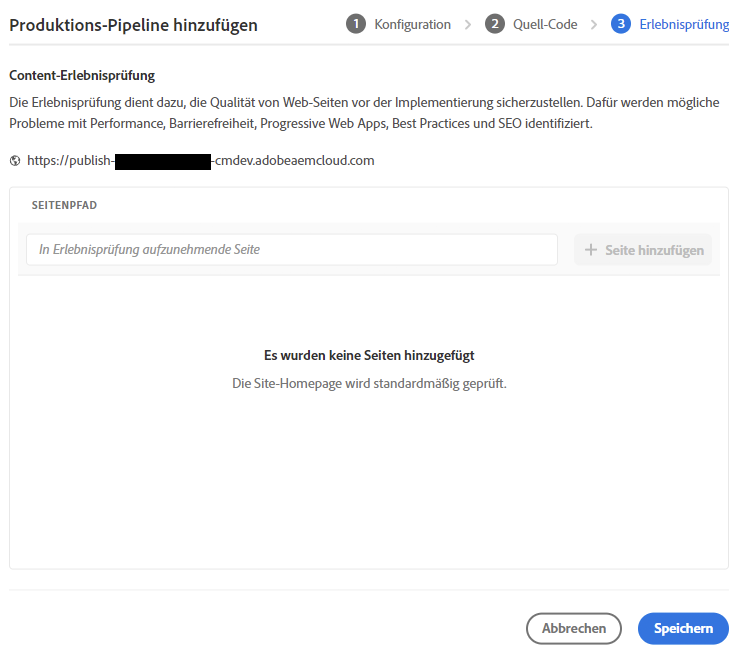 Produktions-Pipeline hinzufügen
1 Konfiguration > 2 Quell-Code > 3 Erlebnisprüfung
Content-Erlebnisprüfung
Die Erlebnisprüfung dient dazu, die Qualität von Web-Seiten vor der Implementierung sicherzustellen. Dafür werden mögliche
Probleme mit Performance, Barrierefreiheit, Progressive Web Apps, Best Practices und SEO identifiziert.
https://publish- -cmdev.adobeaemcloud.com
SEITENPFAD
In Erlebnisprüfung aufzunehmende Seite
+ Seite hinzufügen
Es wurden keine Seiten hinzugefügt
Die Site-Homepage wird standardmäßig geprüft.
Abbrechen
Speichern